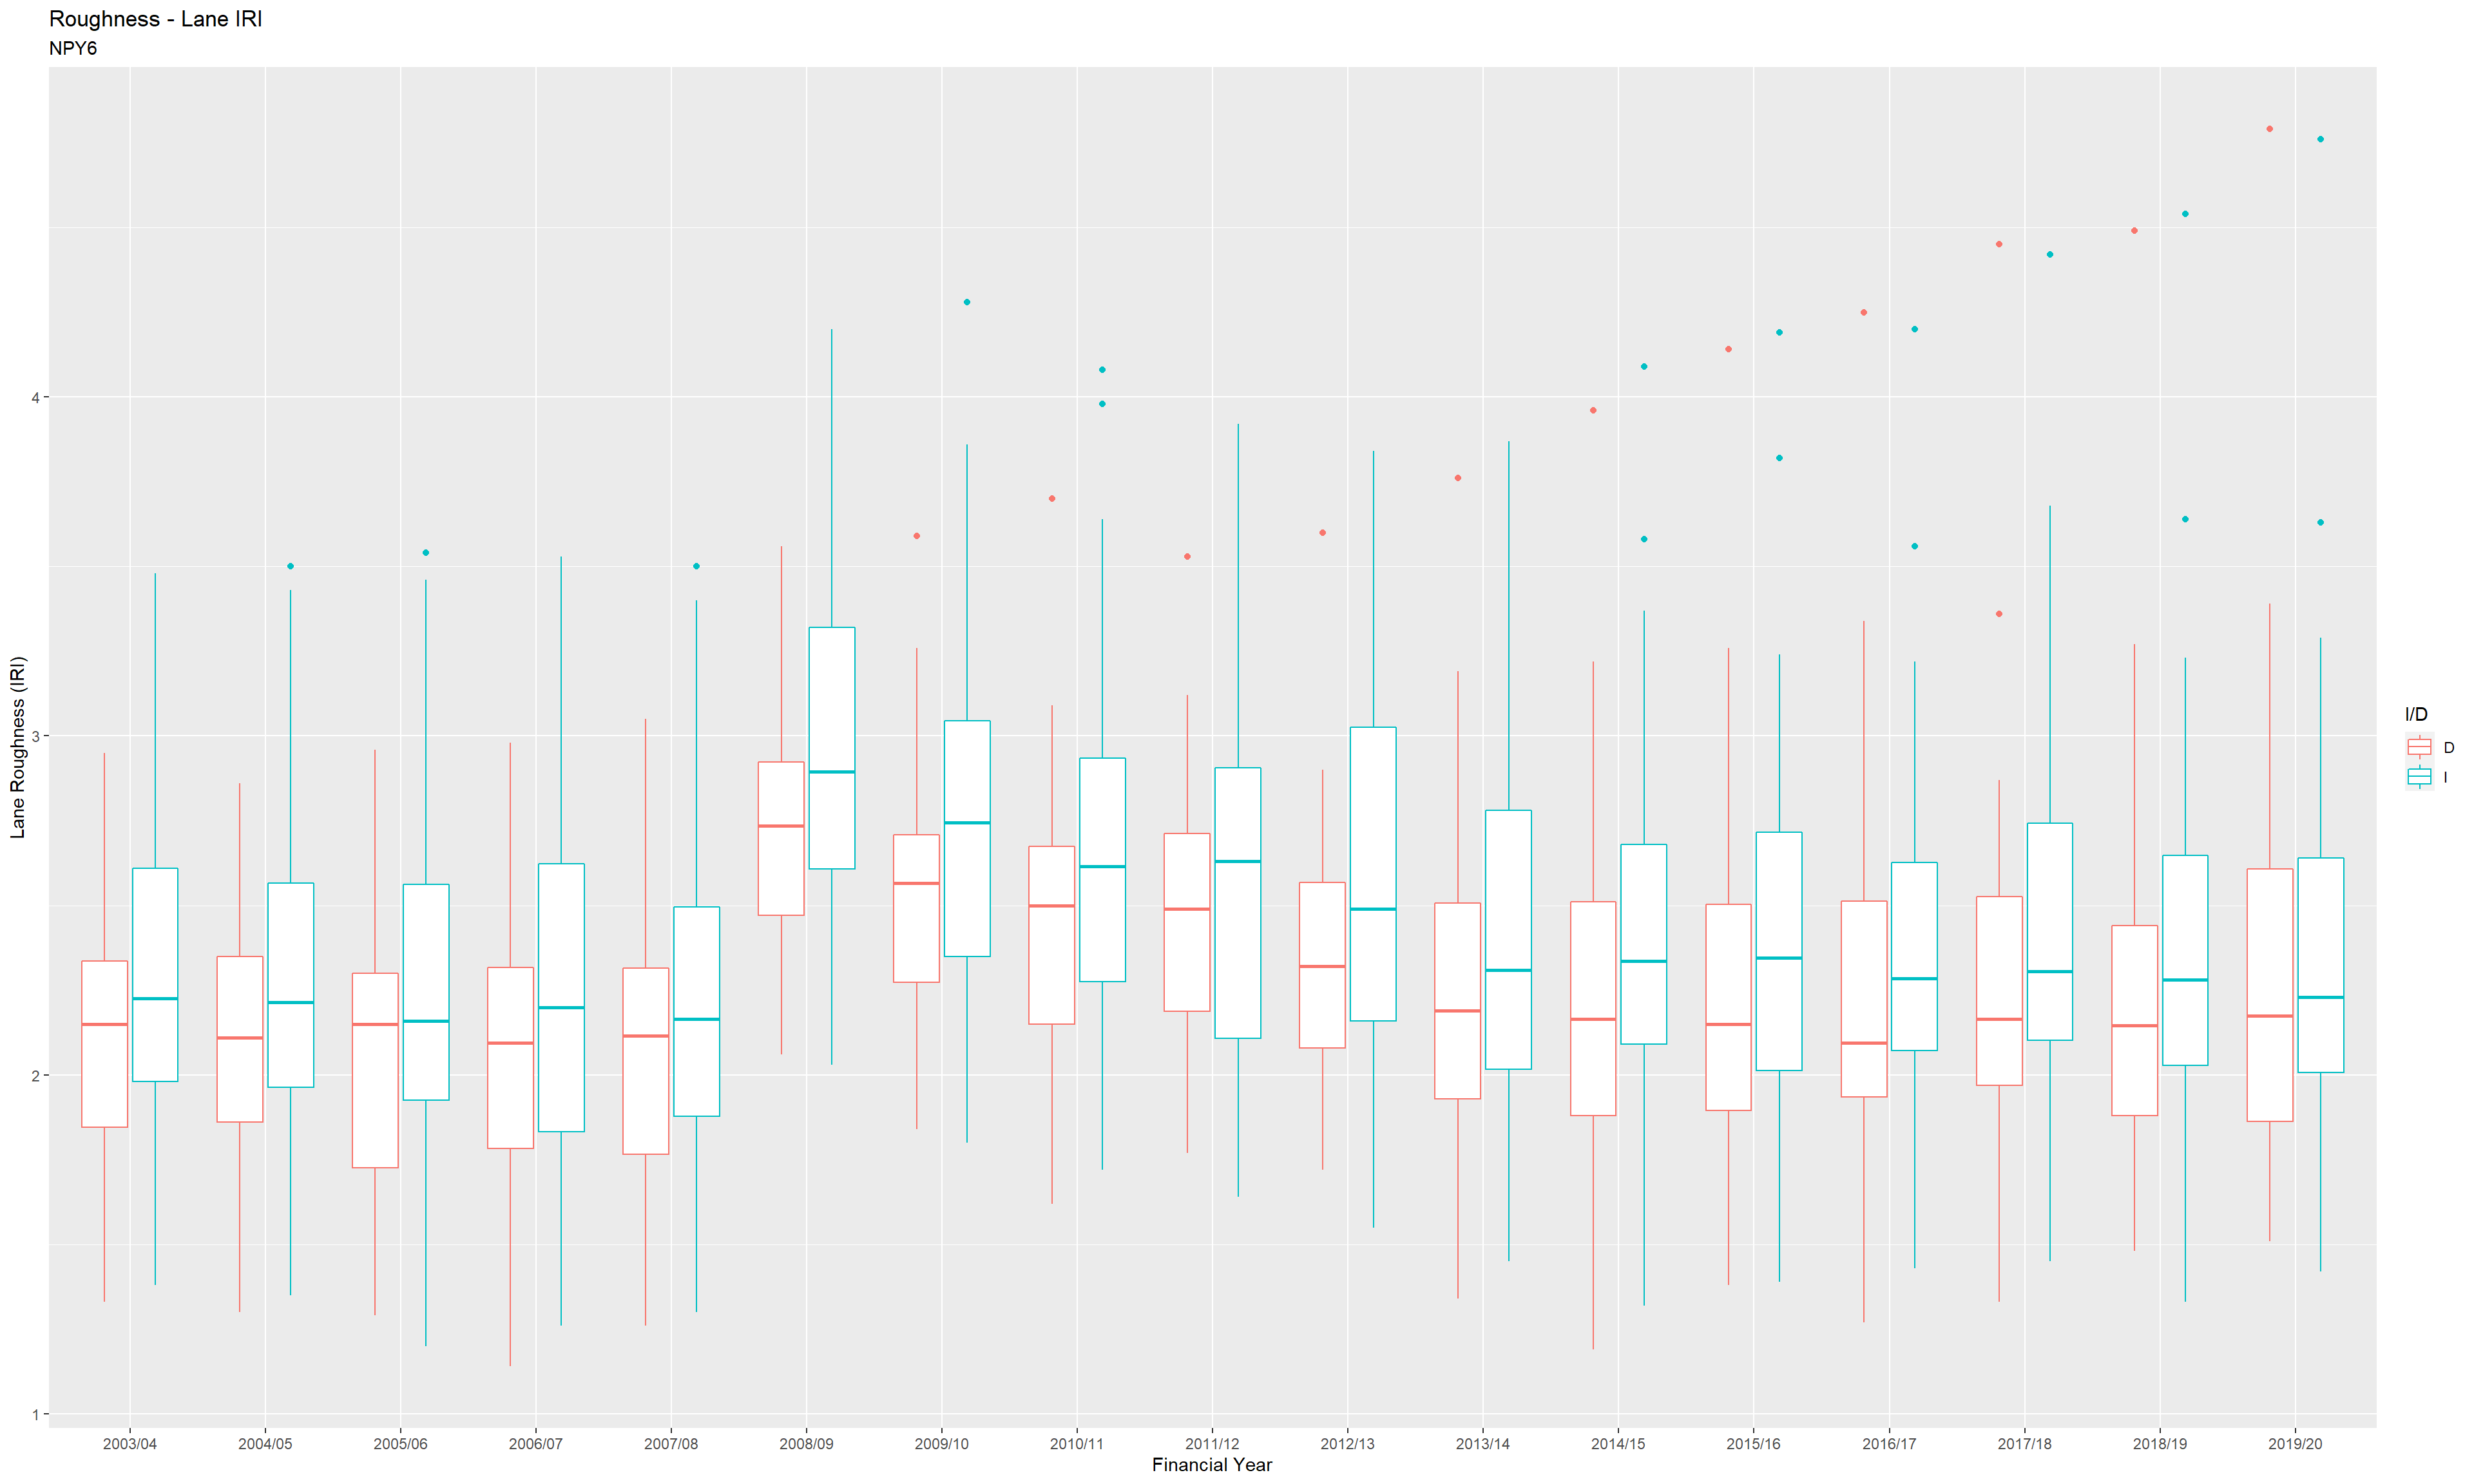 Roughness - Lane IRI
NPY6
Lane Roughness (IRI)
4
3
2
1
2003/04 2004/05 2005/06 2006/07 2007/08 2008/09 2009/10 2010/11 2011/12 2012/13 2013/14 2014/15 2015/16 2016/17 2017/18 2018/19 2019/20
Financial Year
I/D
D
I